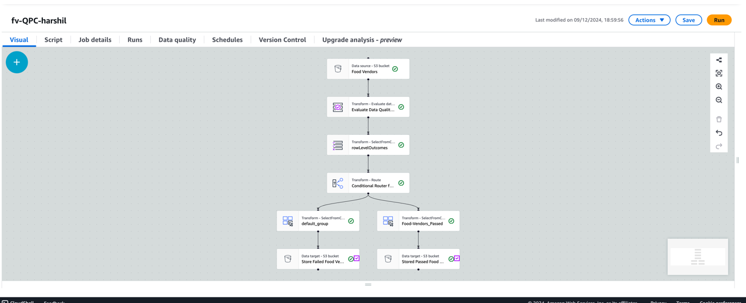 fv-QPC-harshil
Last modified on 09/12/2024, 18:59:56
Actions ▼
Save
Run
Visual
Script
Job details
Runs
Data quality
Schedules
Version Control
Upgrade analysis - preview
Data source - S3 bucket
Food Vendors
Transform - Evaluate dat...
Evaluate Data Qualit...
Transform - SelectFrom(...
rowLevelOutcomes
Transform - Route
Conditional Router f...
Transform - SelectFrom(...
default_group
Transform - SelectFrom(...
Food-Vendors_Passed
Data target - S3 bucket
Store Failed Food Ve...
Data target - S3 bucket
Stored Passed Food ...